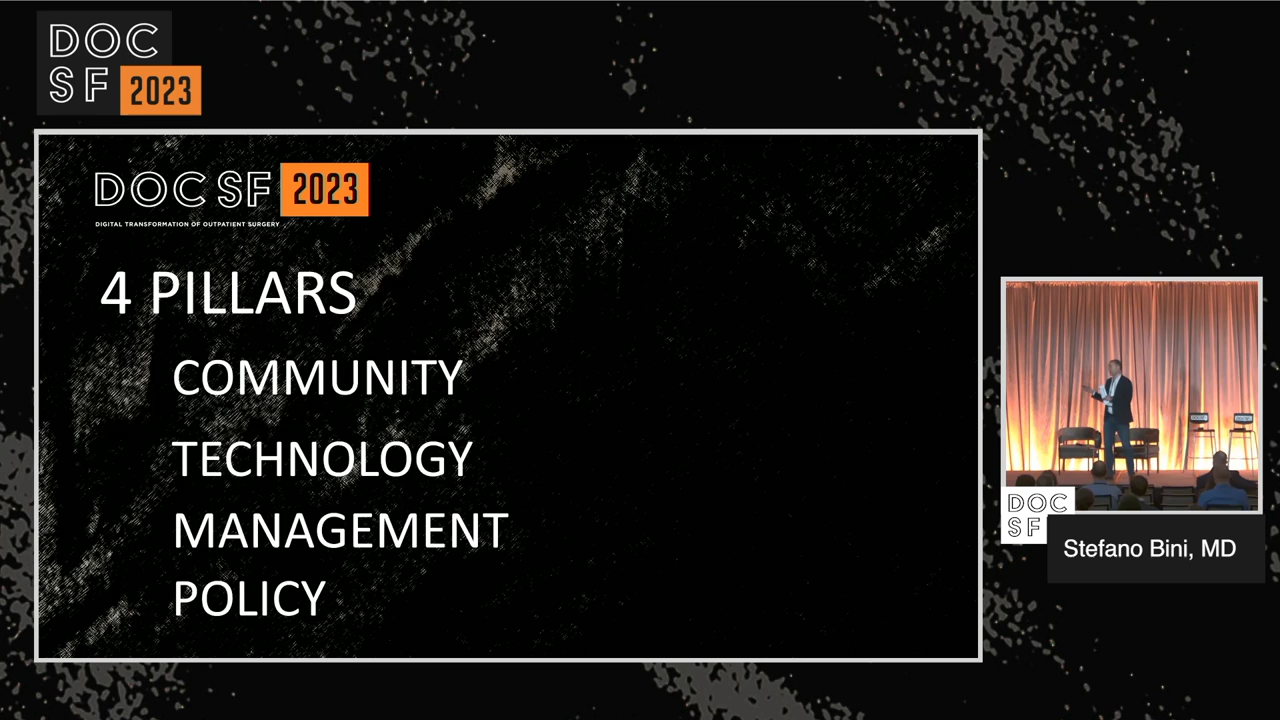 DOC
SF 2023
DOC SF 2023
DIGITAL TRANSFORMATION OF OUTPATIENT SURGERY
4 PILLARS
COMMUNITY
TECHNOLOGY
MANAGEMENT
POLICY
DOC
SF
Stefano Bini, MD